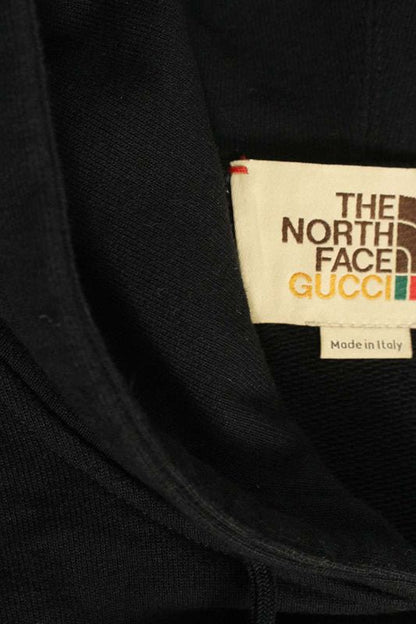 THE
NORTH
FACE
GUCCI
Made in Italy